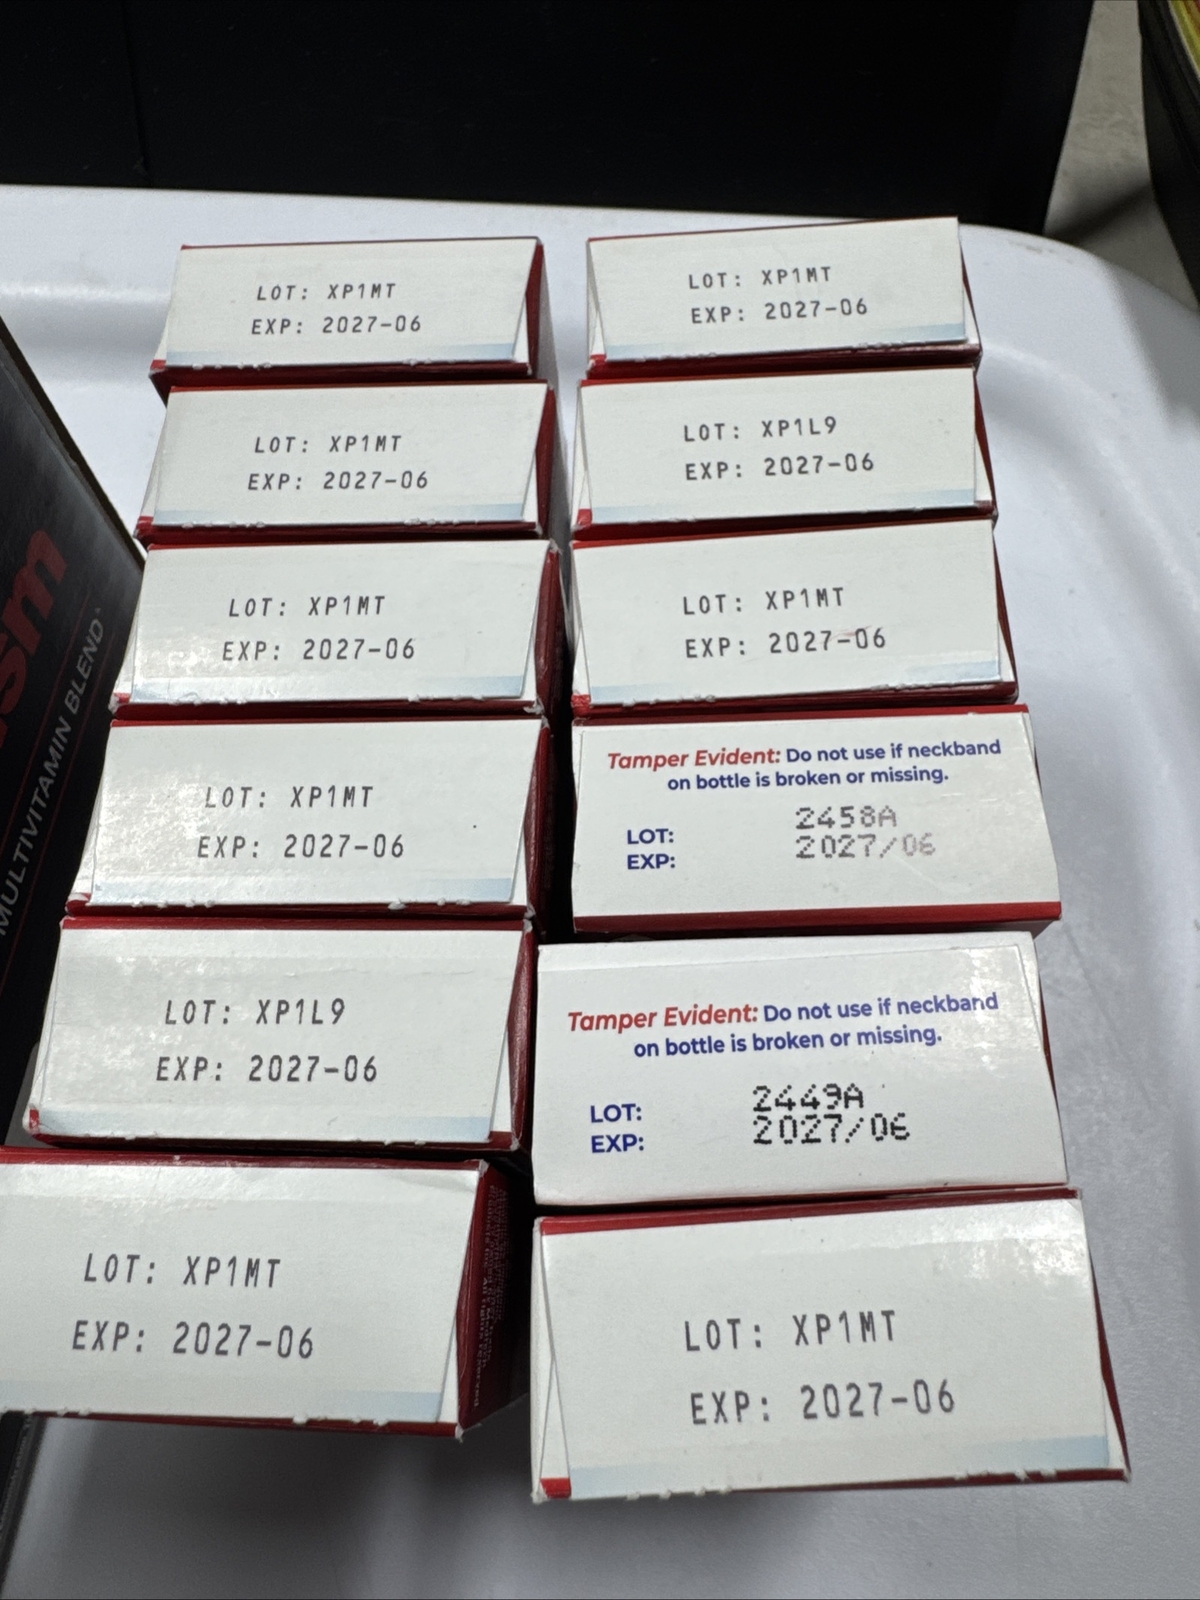 LOT: XP1MT
EXP: 2027-06
LOT: XP1MT
EXP: 2027-06
LOT: XP1MT
EXP: 2027-06
LOT: XP1MT
EXP: 2027-06
LOT: XP1L9
EXP: 2027-06
LOT: XP1MT
EXP: 2027-06
LOT: XP1MT
EXP: 2027-06
LOT: XP1L9
EXP: 2027-06
LOT: XP1MT
EXP: 2027-06
Tamper Evident: Do not use if neckband
on bottle is broken or missing.
LOT: 2458A
EXP: 2027/06
Tamper Evident: Do not use if neckband
on bottle is broken or missing.
LOT: 2449A
EXP: 2027/06
LOT: XP1MT
EXP: 2027-06
MULTIVITAMIN BLEND